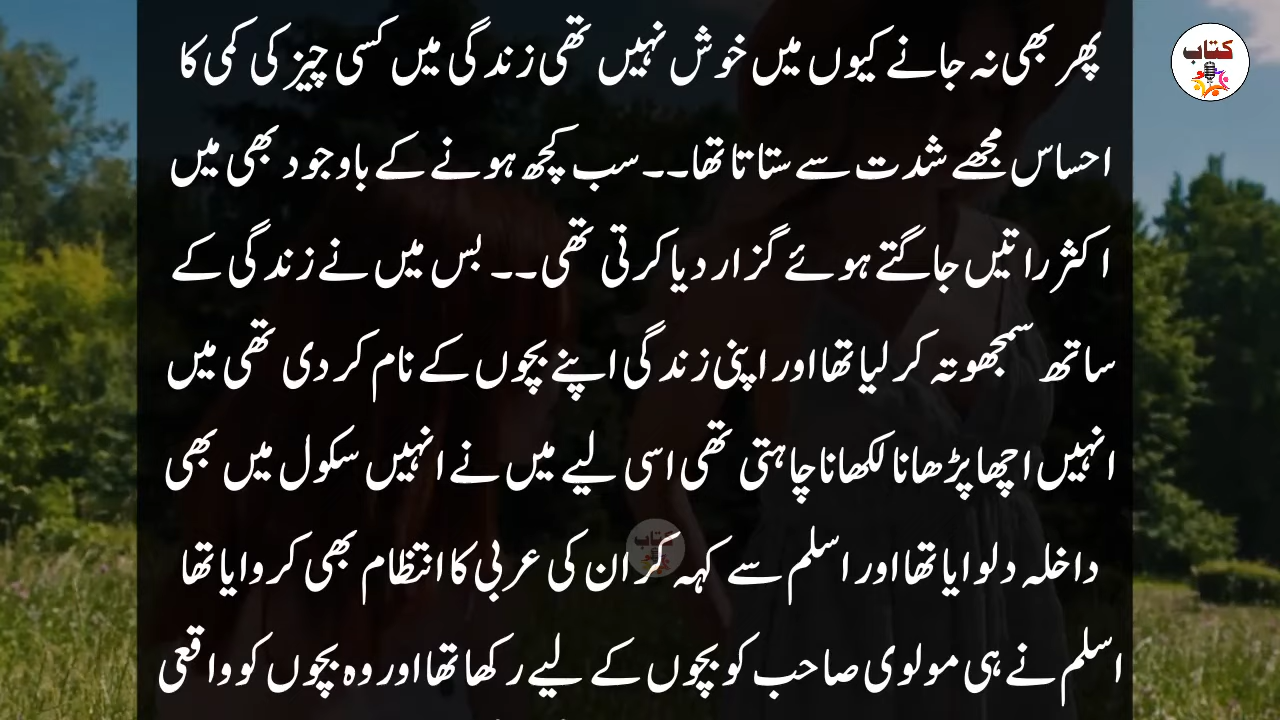 پھر بھی نہ جانے کیوں میں خوش نہیں تھی زندگی میں کسی چیز کی کمی کا
احساس مجھے شدت سے ستاتا تھا۔۔ سب کچھ ہونے کے باوجود بھی میں
اکثر راتیں جاگتے ہوئے گزار دیا کرتی تھی۔۔ بس میں نے زندگی کے
ساتھ سمجھوتہ کر لیا تھا اور اپنی زندگی اپنے بچوں کے نام کر دی تھی میں
انہیں اچھا پڑھانا لکھانا چاہتی تھی اسی لیے میں نے انہیں سکول میں بھی
داخلہ دلوایا تھا اور اسلم سے کہہ کر ان کی عربی کا انتظام بھی کروایا تھا
اسلم نے ہی مولوی صاحب کو بچوں کے لیے رکھا تھا اور وہ بچوں کو واقعی
کتاب
کتاب